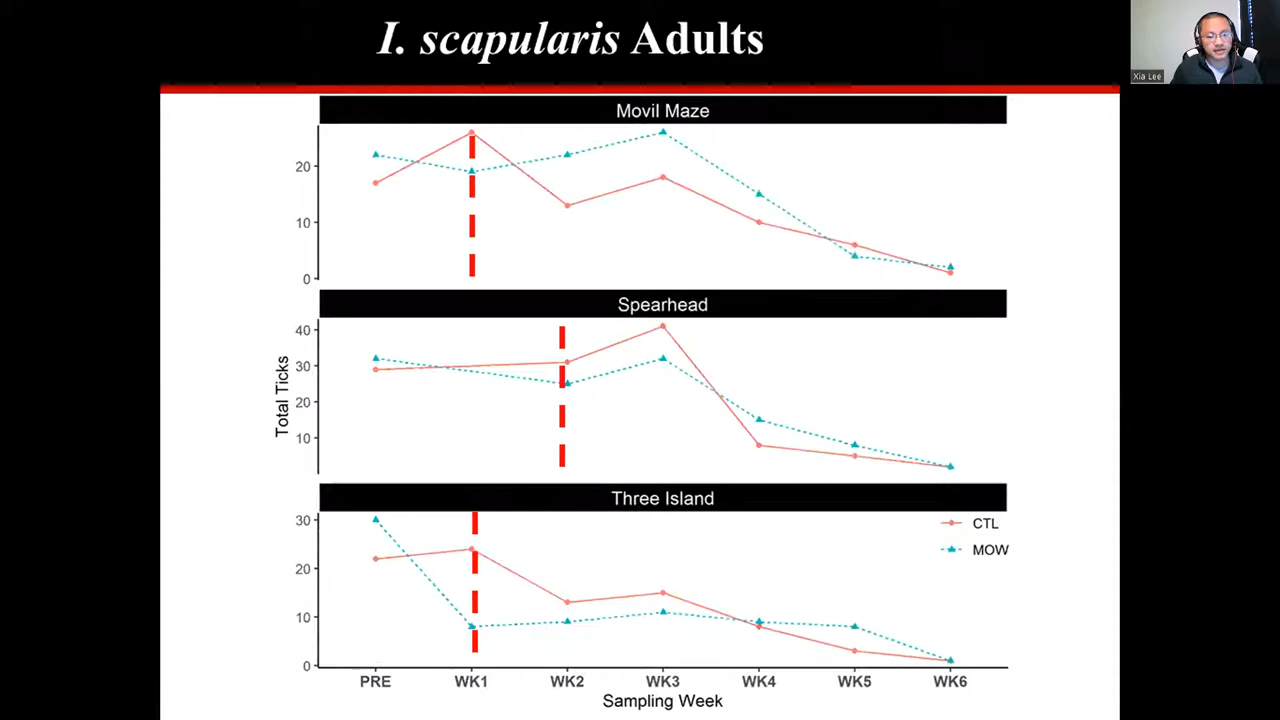 I. scapularis Adults
Xia Lee
Movil Maze
20
10
0
Spearhead
40
30
20
10
Total Ticks
Three Island
30
20
10
0
CTL
MOW
PRE WK1 WK2 WK3 WK4 WK5 WK6
Sampling Week